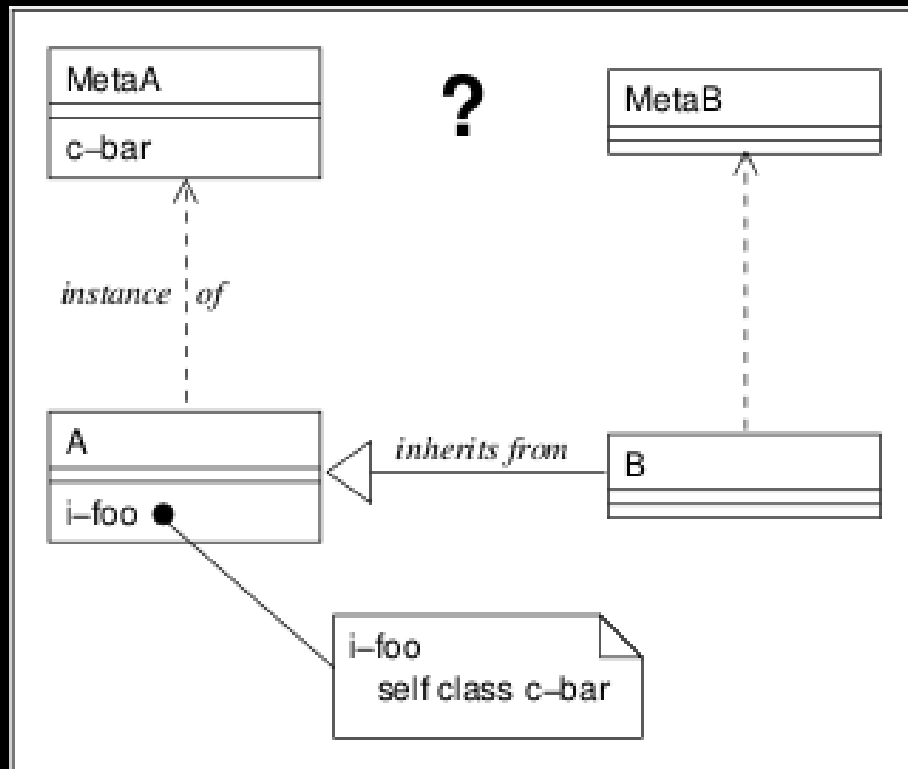 MetaA
c–bar
?
MetaB
instance of
A
i–foo
inherits from
B
i–foo
self class c–bar